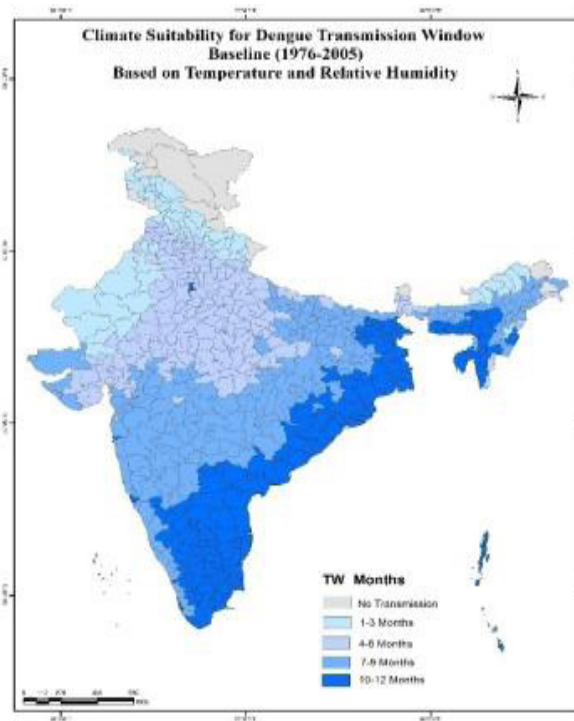 Climate Suitability for Dengue Transmission Window
Baseline (1976-2005)
Based on Temperature and Relative Humidity
TW Months
No Transmission
1-3 Months
4-6 Months
7-9 Months
10-12 Months